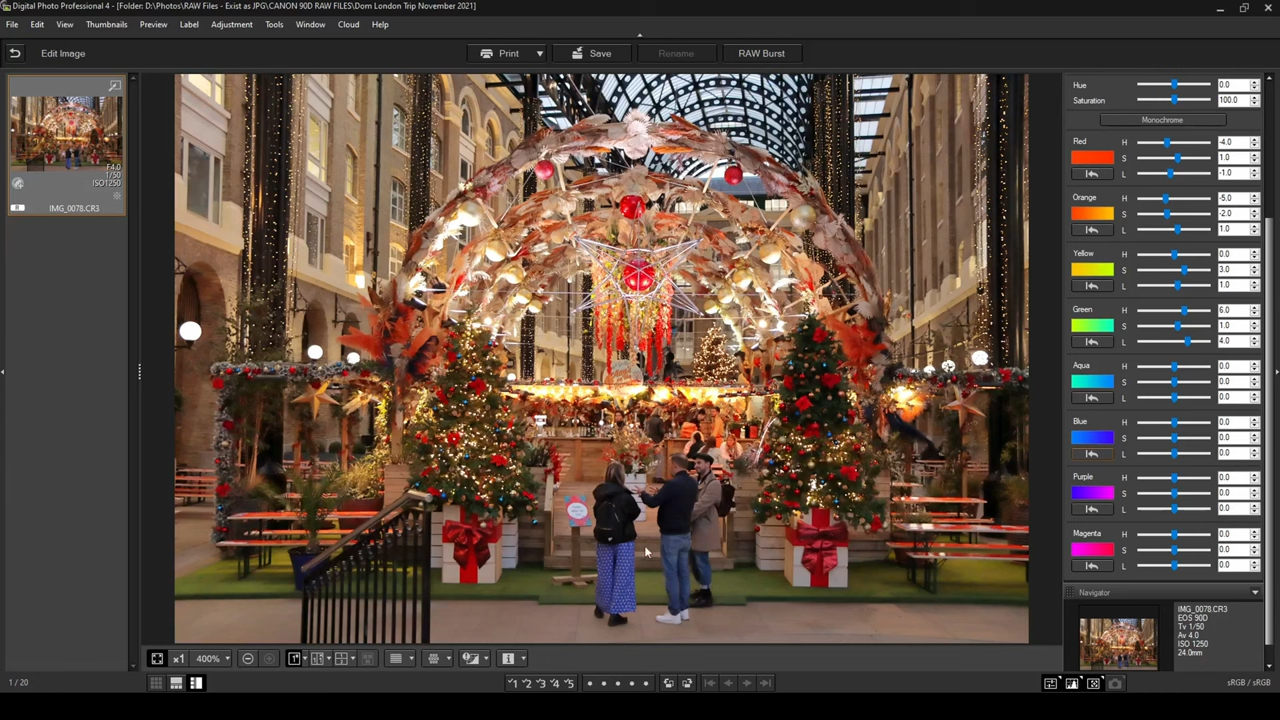 Digital Photo Professional 4 - [Folder: D:\Photos\RAW Files - Exist as JPG\CANON 90D RAW FILES\Dom London Trip November 2021]
File Edit View Thumbnails Preview Label Adjustment Tools Window Cloud Help
Edit Image Print Save Rename RAW Burst
F4.0
1/50
ISO1250
IMG_0078.CR3
Hue 0.0
Saturation 100.0
Monochrome
Red H -4.0
S 1.0
L -1.0
Orange H -5.0
S -2.0
L 1.0
Yellow H 0.0
S 3.0
L 1.0
Green H 6.0
S 1.0
L 4.0
Aqua H 0.0
S 0.0
L 0.0
Blue H 0.0
S 0.0
L 0.0
Purple H 0.0
S 0.0
L 0.0
Magenta H 0.0
S 0.0
L 0.0
Navigator
IMG_0078.CR3
EOS 90D
Tv 1/50
Av 4.0
ISO 1250
24.0mm
x1 400%
1 / 20 1 2 3 4 5 sRGB / sRGB